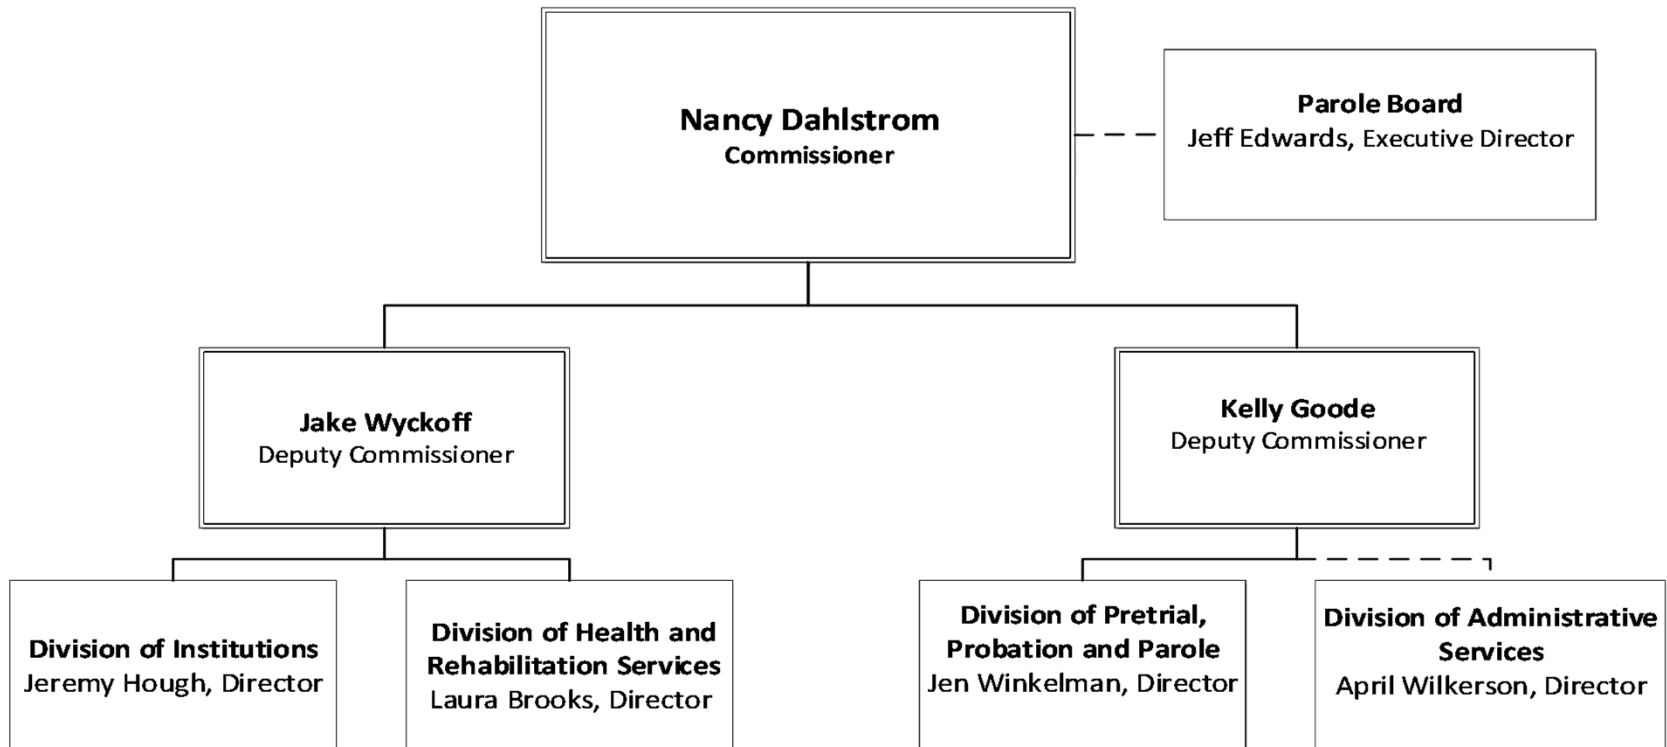 Nancy Dahlstrom
Commissioner
Parole Board
Jeff Edwards, Executive Director
Jake Wyckoff
Deputy Commissioner
Kelly Goode
Deputy Commissioner
Division of Institutions
Jeremy Hough, Director
Division of Health and
Rehabilitation Services
Laura Brooks, Director
Division of Pretrial,
Probation and Parole
Jen Winkelman, Director
Division of Administrative
Services
April Wilkerson, Director